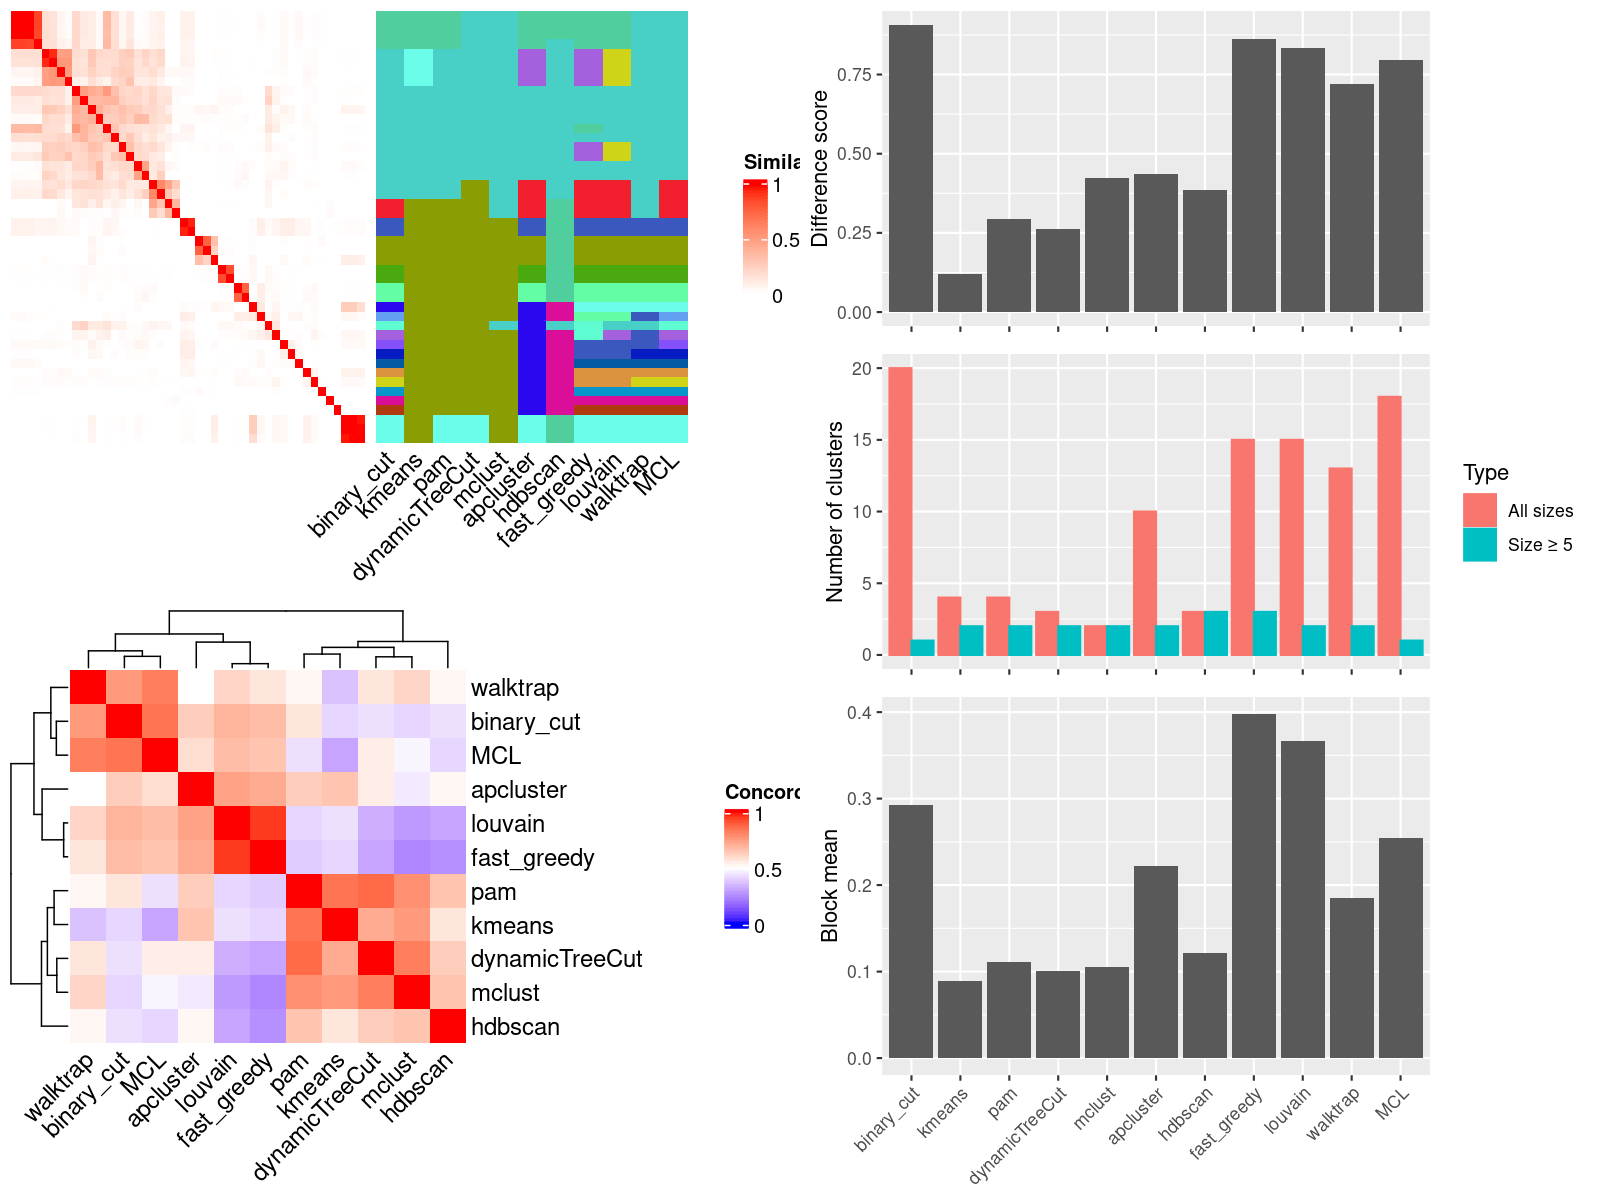 Simila
1
0.5
0
binary_cut
kmeans
pam
dynamicTreeCut
mclust
apcluster
hdbscan
fast_greedy
louvain
walktrap
MCL
Difference score
0.75
0.50
0.25
0.00
Number of clusters
20
15
10
5
0
Type
All sizes
Size ≥ 5
walktrap
binary_cut
MCL
apcluster
louvain
fast_greedy
pam
kmeans
dynamicTreeCut
mclust
hdbscan
walktrap
binary_cut
MCL
apcluster
louvain
fast_greedy
pam
kmeans
dynamicTreeCut
mclust
hdbscan
Concord
1
0.5
0
Block mean
0.4
0.3
0.2
0.1
0.0
binary_cut
kmeans
pam
dynamicTreeCut
mclust
apcluster
hdbscan
fast_greedy
louvain
walktrap
MCL